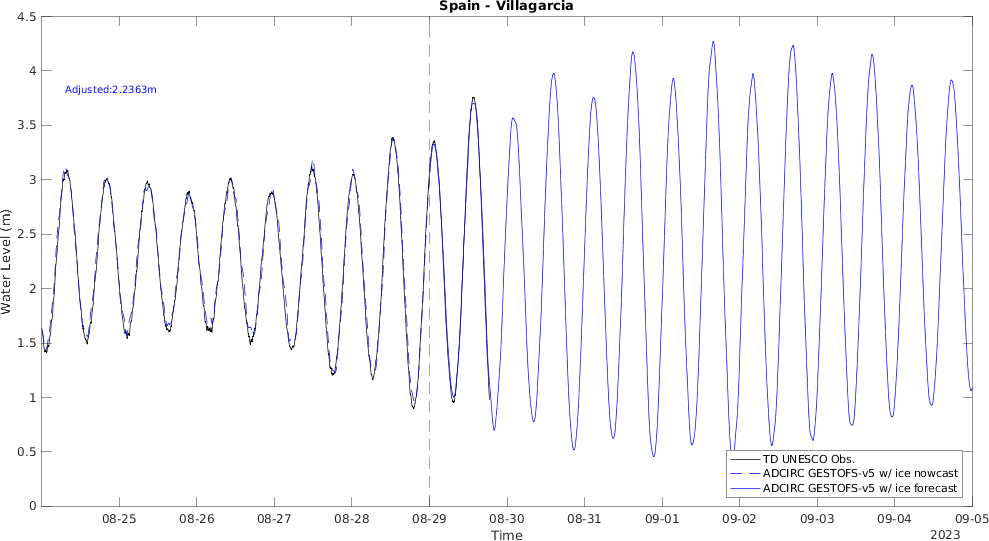 Spain - Villagarcia
4.5
4
3.5
3
2.5
2
1.5
1
0.5
0
Water Level (m)
Adjusted:2.2363m
TD UNESCO Obs.
ADCIRC GESTOFS-v5 w/ ice nowcast
ADCIRC GESTOFS-v5 w/ ice forecast
08-25 08-26 08-27 08-28 08-29 08-30 08-31 09-01 09-02 09-03 09-04 09-05
Time
2023